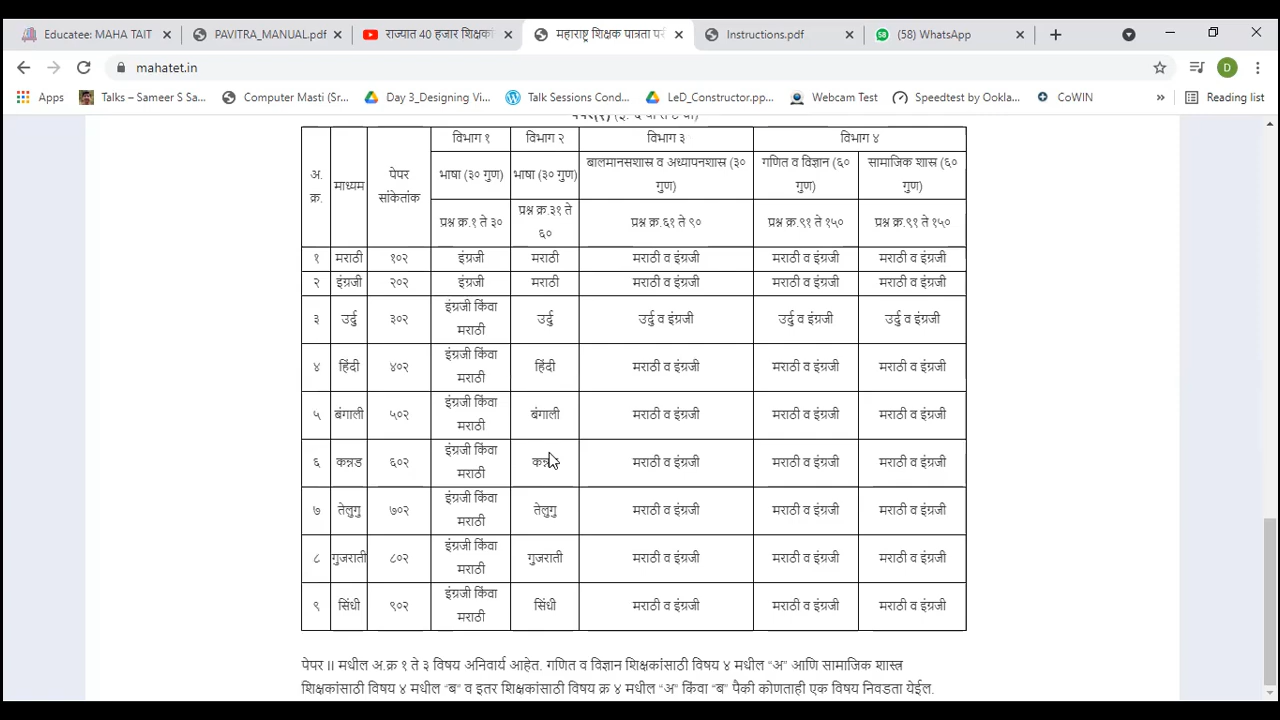 Educatee: MAHA TAIT
PAVITRA_MANUAL.pdf
राज्यात 40 हजार शिक्षकां
महाराष्ट्र शिक्षक पात्रता परी
Instructions.pdf
(58) WhatsApp
mahatet.in
D
Apps
Talks – Sameer S Sa...
Computer Masti (Sr...
Day 3_Designing Vi...
Talk Sessions Cond...
LeD_Constructor.pp...
Webcam Test
Speedtest by Ookla...
CoWIN
»
Reading list
अ. क्र. माध्यम पेपर सांकेतांक विभाग १ विभाग २ विभाग ३ विभाग ४
भाषा (३० गुण) भाषा (३० गुण) बालमानसशास्र व अध्यापनशास्र (३० गुण) गणित व विज्ञान (६० गुण) सामाजिक शास्र (६० गुण)
प्रश्न क्र.१ ते ३० प्रश्न क्र.३१ ते ६० प्रश्न क्र.६१ ते ९० प्रश्न क्र.९१ ते १५० प्रश्न क्र.९१ ते १५०
१ मराठी १०२ इंग्रजी मराठी मराठी व इंग्रजी मराठी व इंग्रजी मराठी व इंग्रजी
२ इंग्रजी २०२ इंग्रजी मराठी मराठी व इंग्रजी मराठी व इंग्रजी मराठी व इंग्रजी
३ उर्दु ३०२ इंग्रजी किंवा मराठी उर्दु उर्दु व इंग्रजी उर्दु व इंग्रजी उर्दु व इंग्रजी
४ हिंदी ४०२ इंग्रजी किंवा मराठी हिंदी मराठी व इंग्रजी मराठी व इंग्रजी मराठी व इंग्रजी
५ बंगाली ५०२ इंग्रजी किंवा मराठी बंगाली मराठी व इंग्रजी मराठी व इंग्रजी मराठी व इंग्रजी
६ कन्नड ६०२ इंग्रजी किंवा मराठी कन्नड मराठी व इंग्रजी मराठी व इंग्रजी मराठी व इंग्रजी
७ तेलुगु ७०२ इंग्रजी किंवा मराठी तेलुगु मराठी व इंग्रजी मराठी व इंग्रजी मराठी व इंग्रजी
८ गुजराती ८०२ इंग्रजी किंवा मराठी गुजराती मराठी व इंग्रजी मराठी व इंग्रजी मराठी व इंग्रजी
९ सिंधी ९०२ इंग्रजी किंवा मराठी सिंधी मराठी व इंग्रजी मराठी व इंग्रजी मराठी व इंग्रजी
पेपर II मधील अ.क्र १ ते ३ विषय अनिवार्य आहेत. गणित व विज्ञान शिक्षकांसाठी विषय ४ मधील “अ” आणि सामाजिक शास्त्र
शिक्षकांसाठी विषय ४ मधील “ब” व इतर शिक्षकांसाठी विषय क्र ४ मधील “अ” किंवा “ब” पैकी कोणताही एक विषय निवडता येईल.